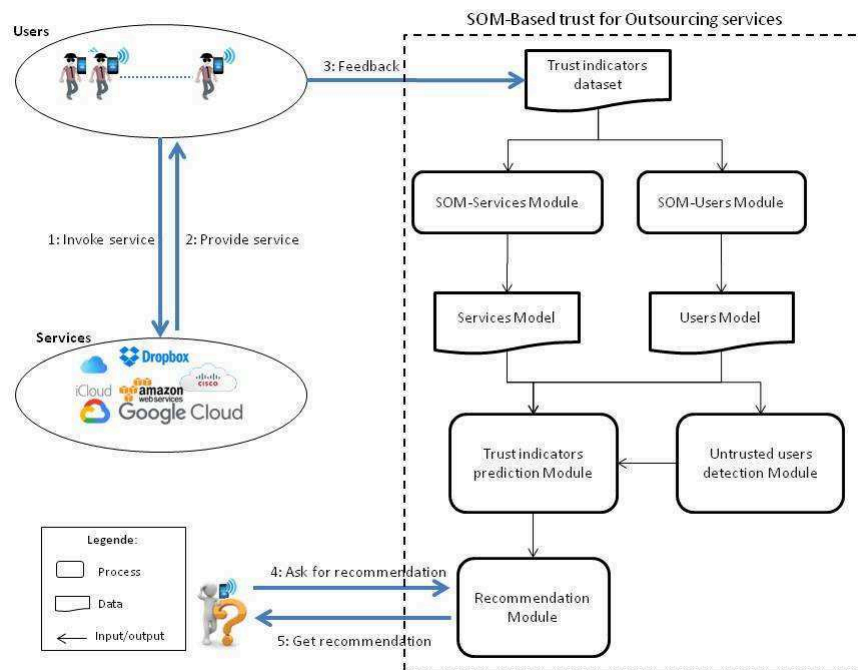 SOM-Based trust for Outsourcing services
Users
3: Feedback
Trust indicators
dataset
SOM-Services Module
SOM-Users Module
1: Invoke service
2: Provide service
Services Model
Users Model
Services
Dropbox
iCloud
amazon
webservices
CISCO
Google Cloud
Trust indicators
prediction Module
Untrusted users
detection Module
Legende:
Process
Data
Input/output
4: Ask for recommendation
5: Get recommendation
Recommendation
Module